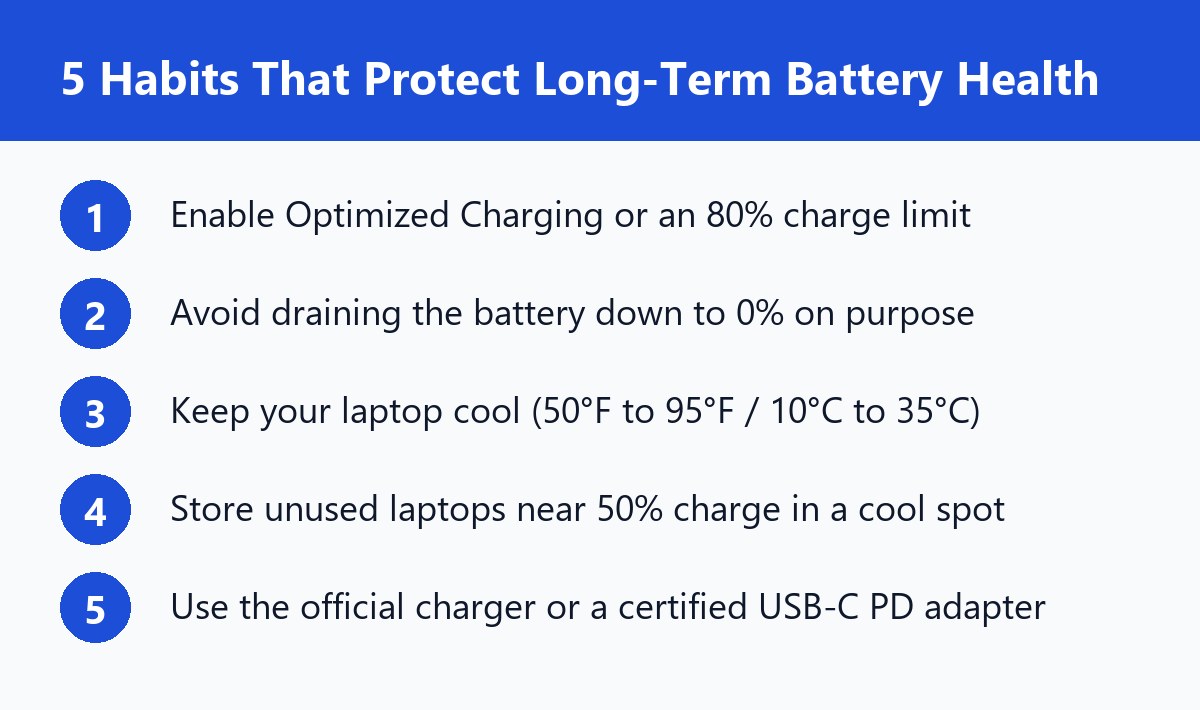 5 Habits That Protect Long-Term Battery Health
1 Enable Optimized Charging or an 80% charge limit
2 Avoid draining the battery down to 0% on purpose
3 Keep your laptop cool (50°F to 95°F / 10°C to 35°C)
4 Store unused laptops near 50% charge in a cool spot
5 Use the official charger or a certified USB-C PD adapter